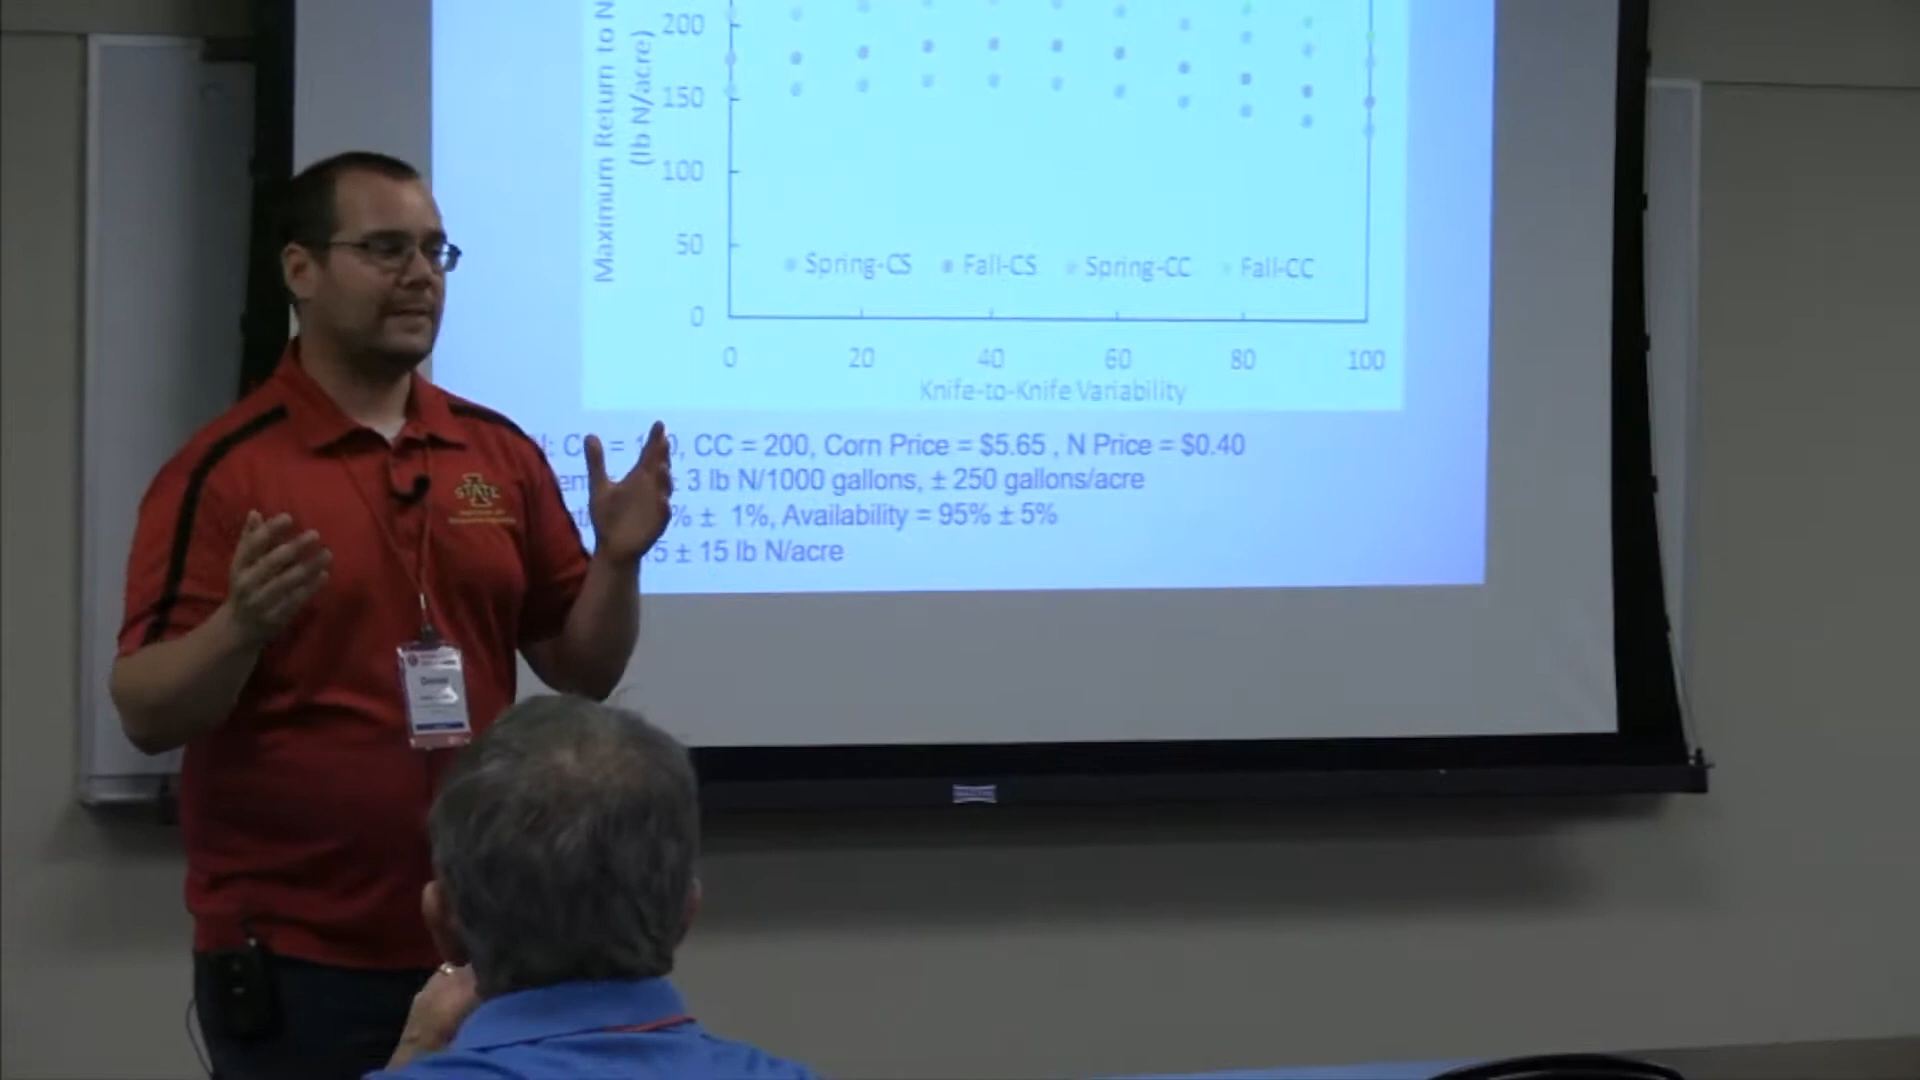 Maximum Return to N
(lb N/acre)
200
150
100
50
0
Spring-CS Fall-CS Spring-CC Fall-CC
0 20 40 60 80 100
Knife-to-Knife Variability
CC = 200, Corn Price = $5.65 , N Price = $0.40
± 3 lb N/1000 gallons, ± 250 gallons/acre
% ± 1%, Availability = 95% ± 5%
± 15 lb N/acre
STATE